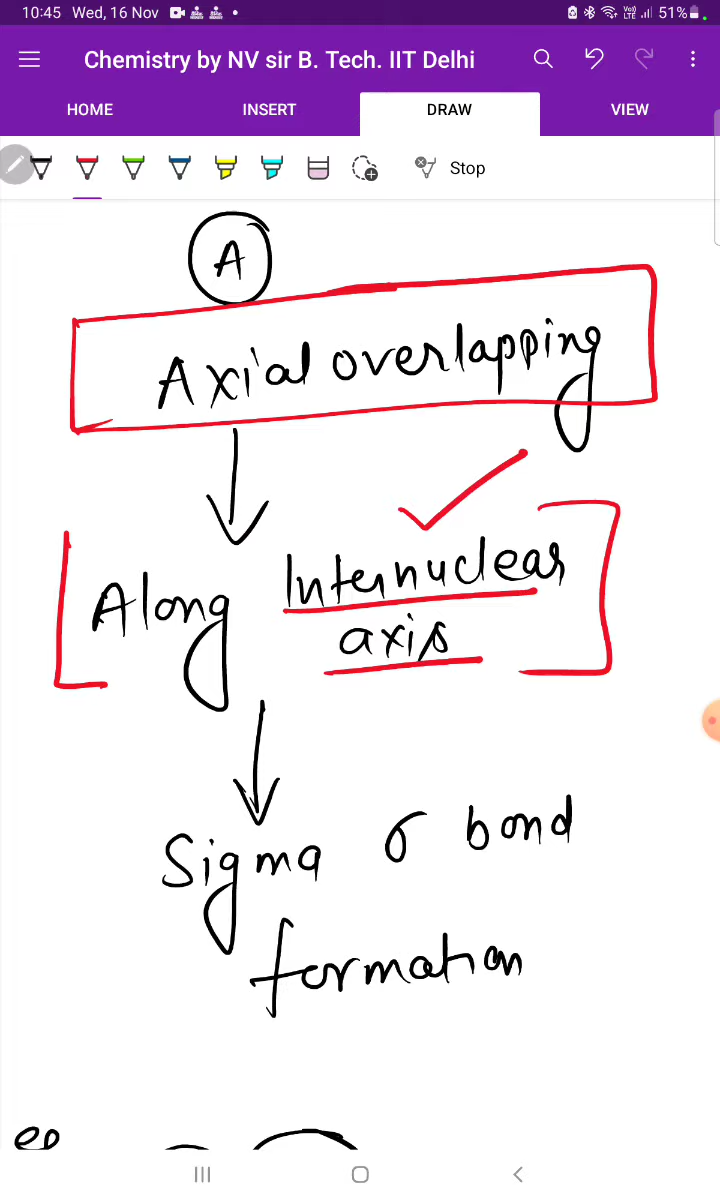 10:45 Wed, 16 Nov 51%
Chemistry by NV sir B. Tech. IIT Delhi
HOME INSERT DRAW VIEW
Stop
A
Axial overlapping
Along Internuclear
axis
Sigma σ bond
formation